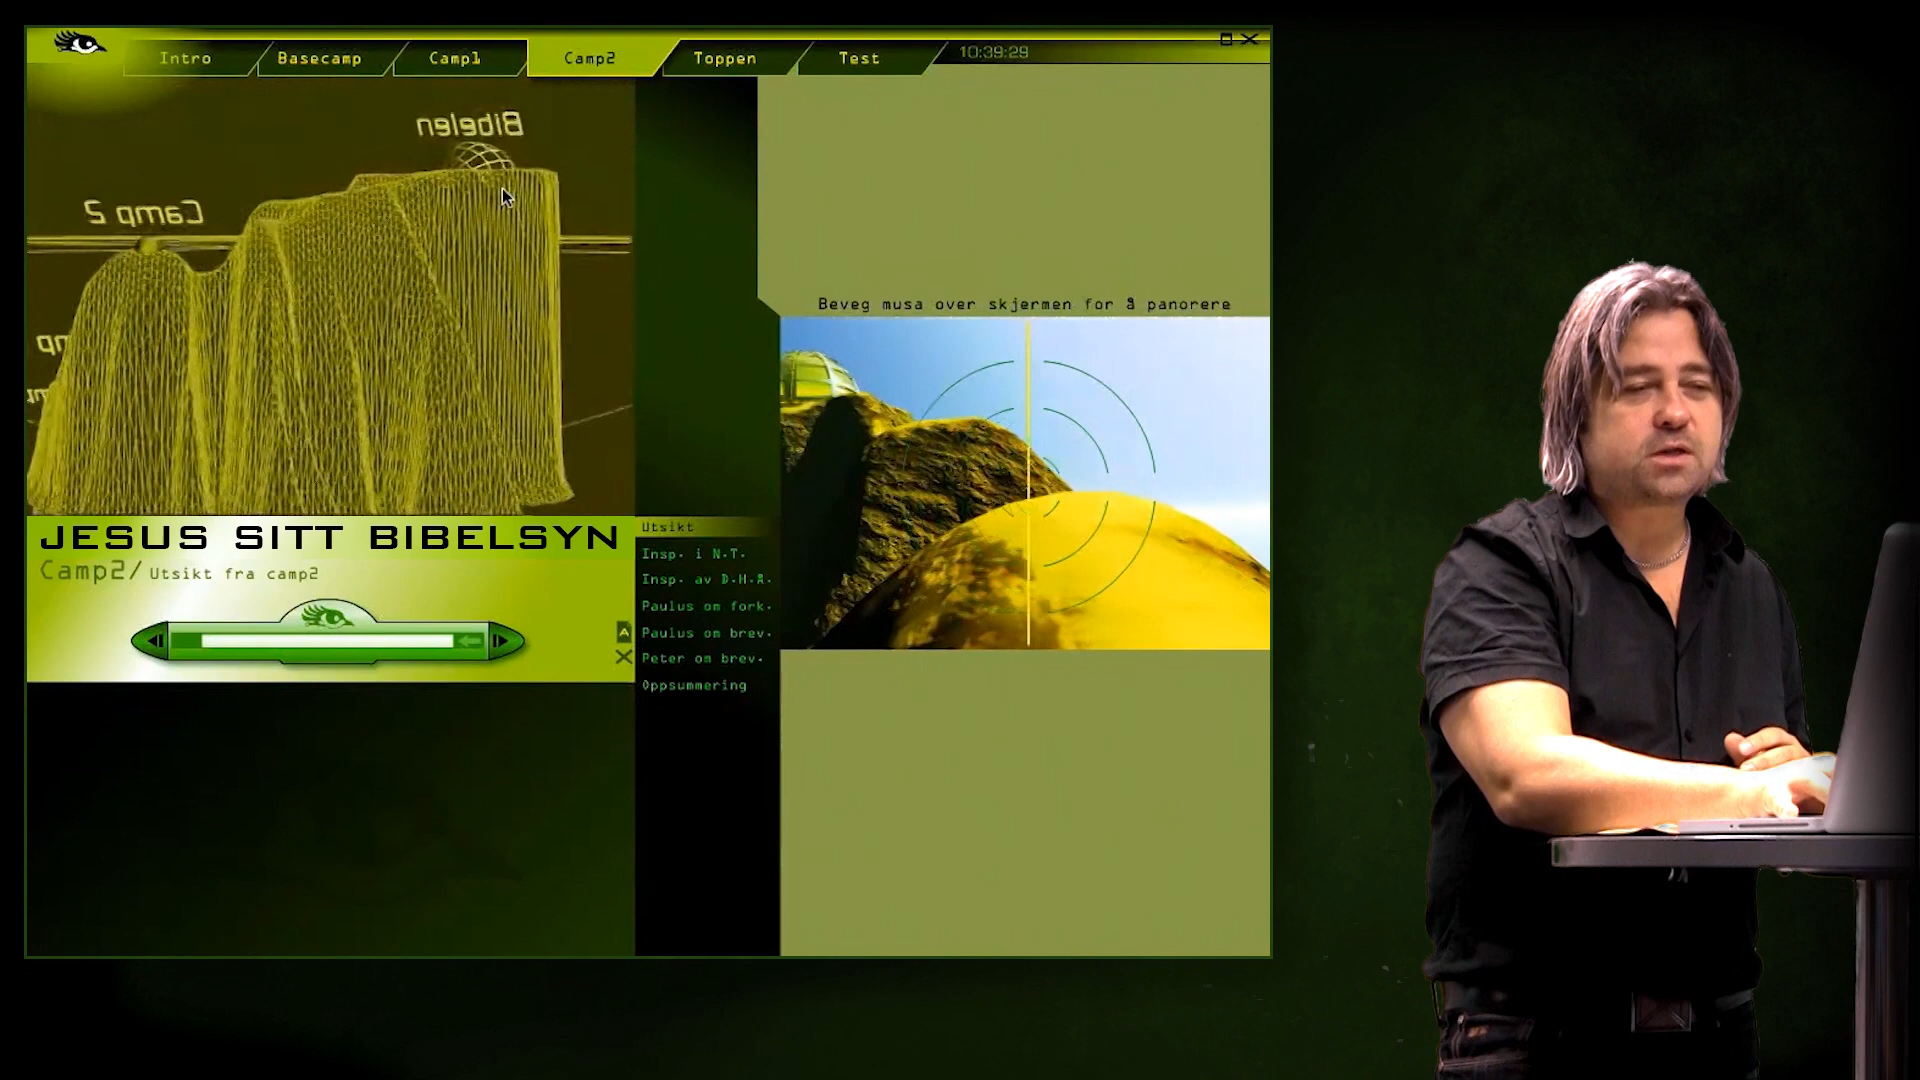 Intro
Basecamp
Camp1
Camp2
Toppen
Test
10:39:29
Bibelen
Camp 2
Beveg musa over skjermen for å panorere
JESUS SITT BIBELSYN
Camp2/ Utsikt fra camp2
Utsikt
Insp. i N.T.
Insp. av D.H.Å.
Paulus om fork.
Paulus om brev.
Peter om brev.
Oppsummering
A